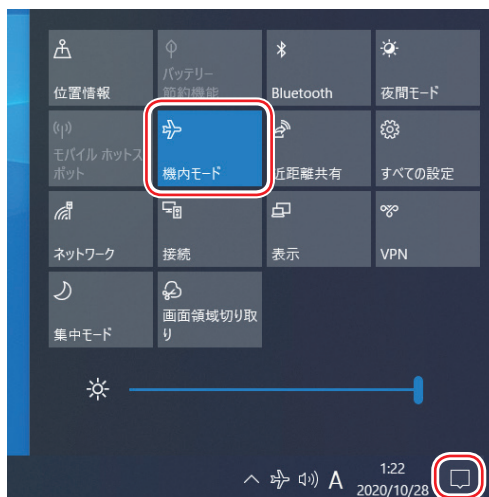 位置情報
バッテリー
節約機能
Bluetooth
夜間モード
モバイル ホットス
ポット
機内モード
近距離共有
すべての設定
ネットワーク
接続
表示
VPN
集中モード
画面領域切り取
り
A
1:22
2020/10/28